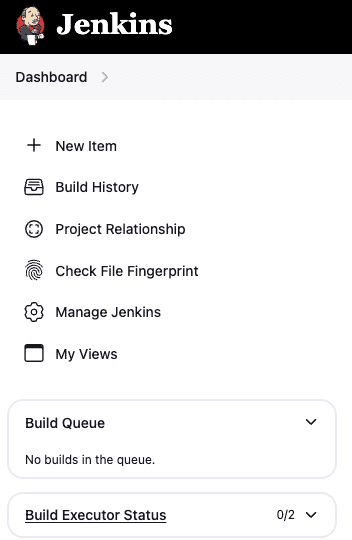 Jenkins
Dashboard
New Item
Build History
Project Relationship
Check File Fingerprint
Manage Jenkins
My Views
Build Queue
No builds in the queue.
Build Executor Status 0/2